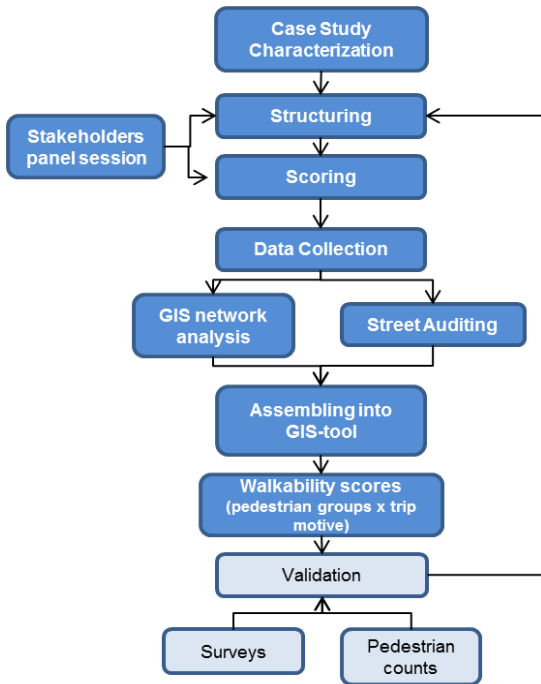 Case Study
Characterization
Structuring
Stakeholders
panel session
Scoring
Data Collection
GIS network
analysis
Street Auditing
Assembling into
GIS-tool
Walkability scores
(pedestrian groups x trip
motive)
Validation
Surveys
Pedestrian
counts